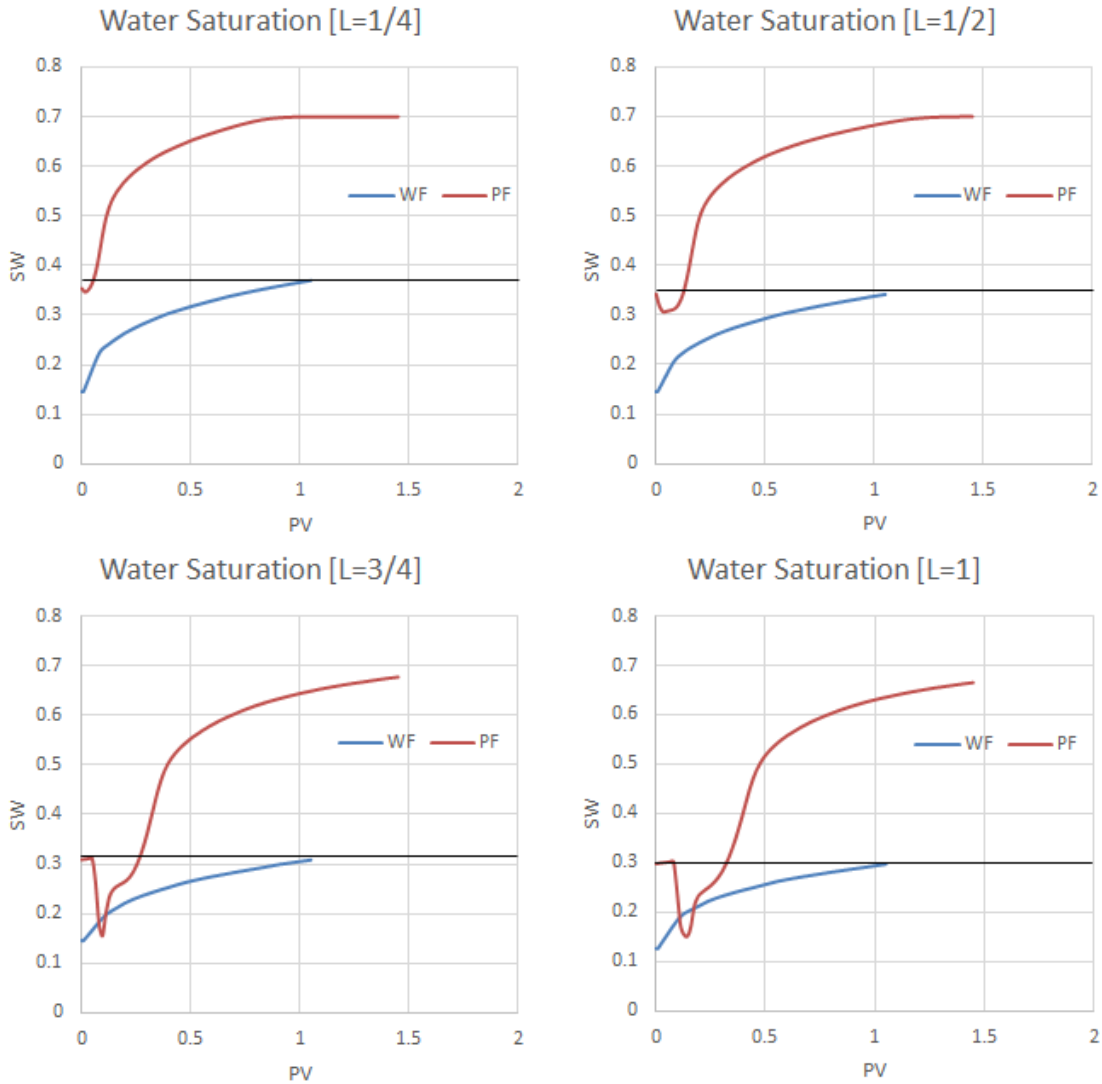 Water Saturation [L=1/4]
0.8
0.7
0.6
0.5
0.4
0.3
0.2
0.1
0
SW
WF PF
0 0.5 1 1.5 2
PV
Water Saturation [L=1/2]
0.8
0.7
0.6
0.5
0.4
0.3
0.2
0.1
0
SW
WF PF
0 0.5 1 1.5 2
PV
Water Saturation [L=3/4]
0.8
0.7
0.6
0.5
0.4
0.3
0.2
0.1
0
SW
WF PF
0 0.5 1 1.5 2
PV
Water Saturation [L=1]
0.8
0.7
0.6
0.5
0.4
0.3
0.2
0.1
0
SW
WF PF
0 0.5 1 1.5 2
PV